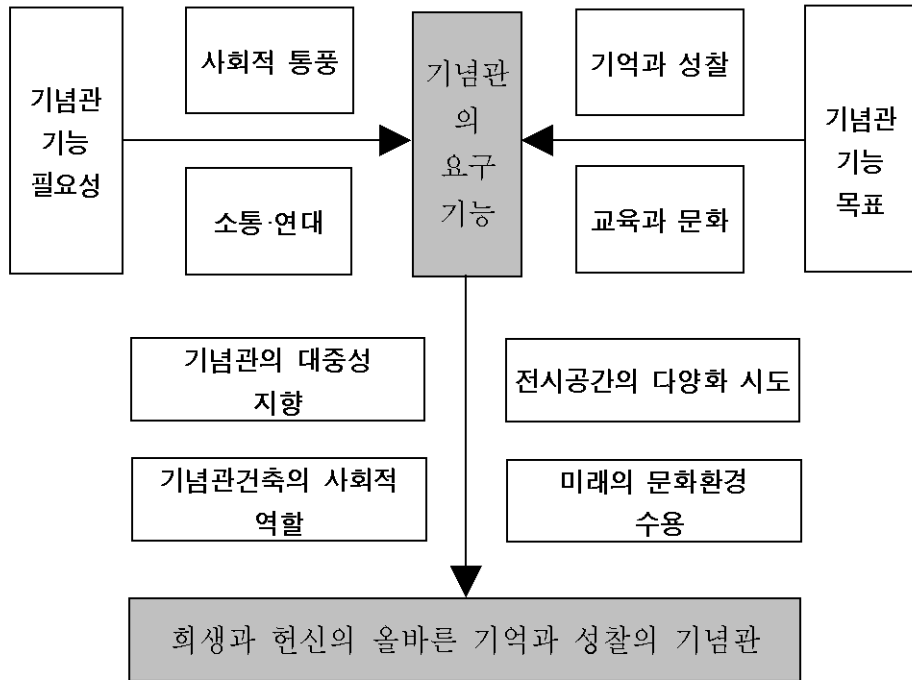 기념관
기능
필요성
사회적 통풍
소통·연대
기념관
의
요구
기능
기억과 성찰
교육과 문화
기념관
기능
목표
기념관의 대중성
지향
전시공간의 다양화 시도
기념관건축의 사회적
역할
미래의 문화환경
수용
희생과 헌신의 올바른 기억과 성찰의 기념관